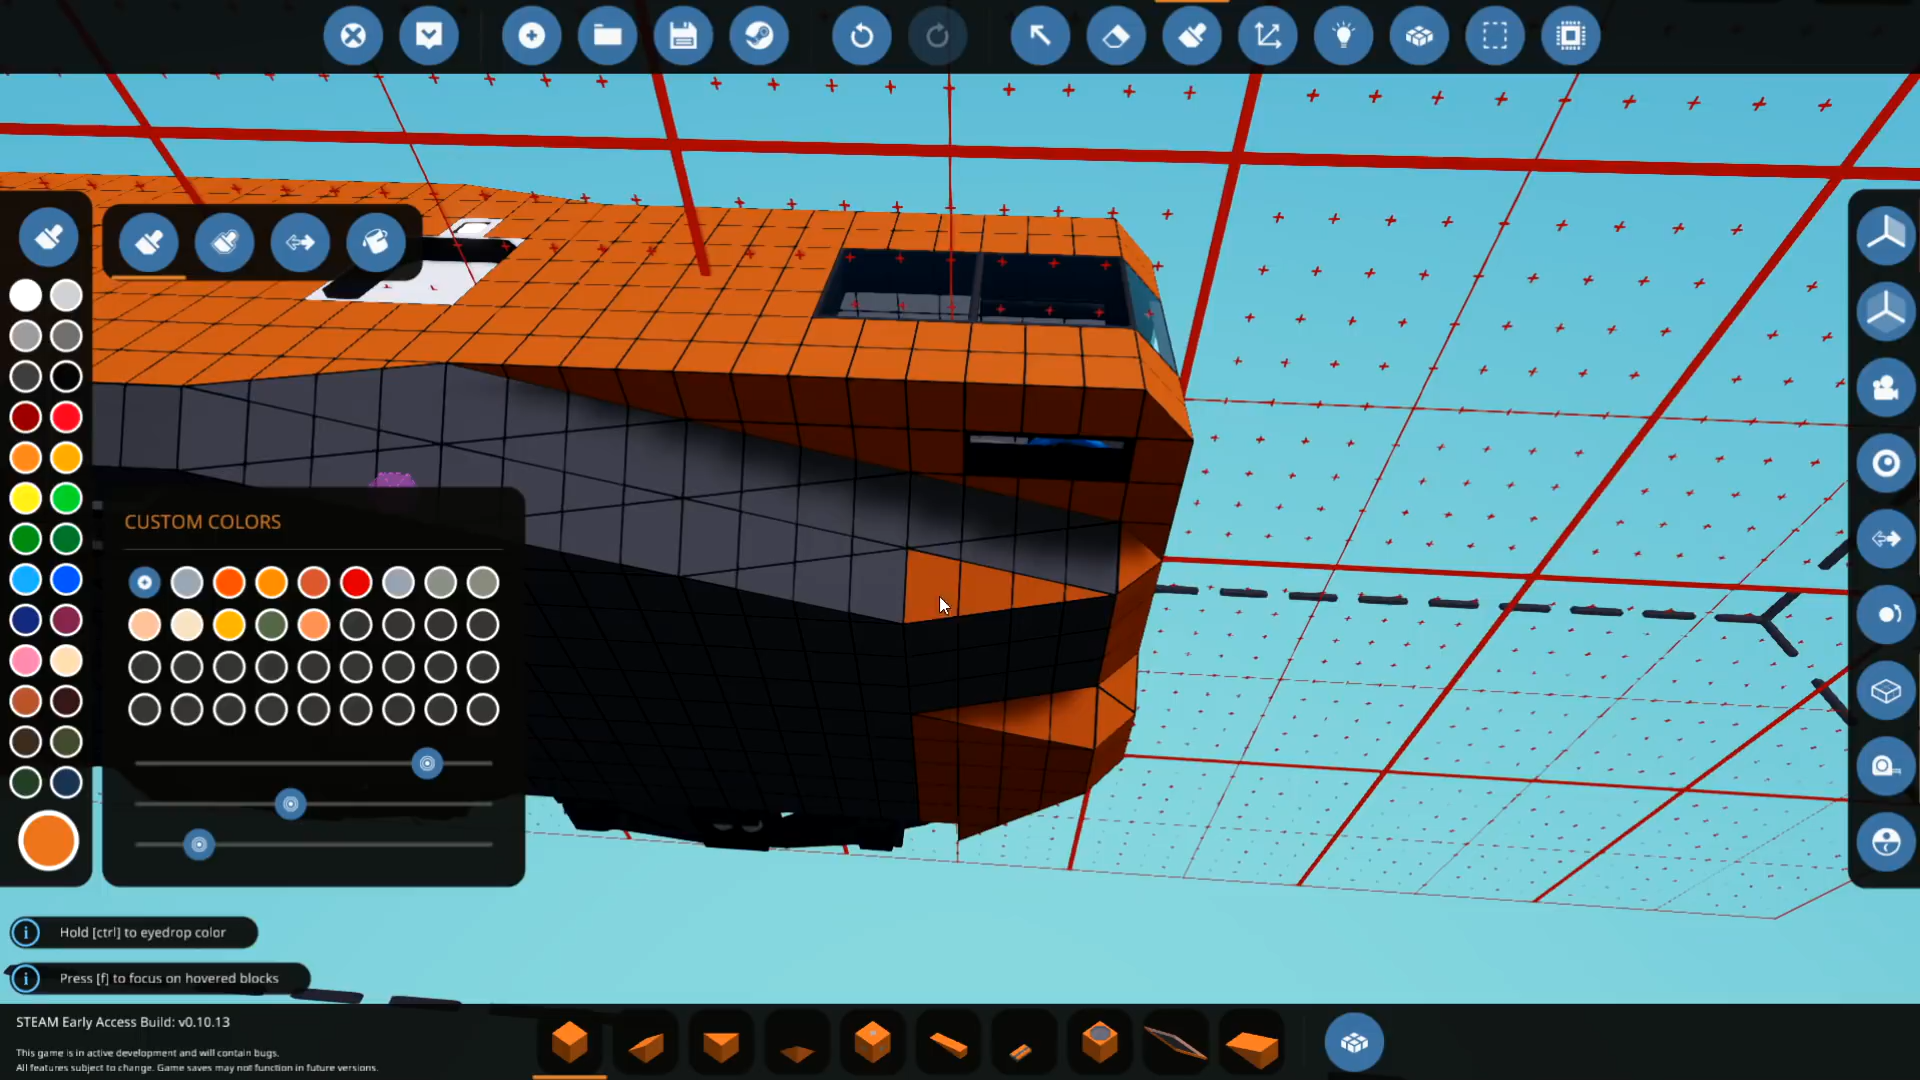 CUSTOM COLORS
Hold [ctrl] to eyedrop color
Press [f] to focus on hovered blocks
STEAM Early Access Build: v0.10.13
This game is in active development and will contain bugs.
All features subject to change. Game saves may not function in future versions.